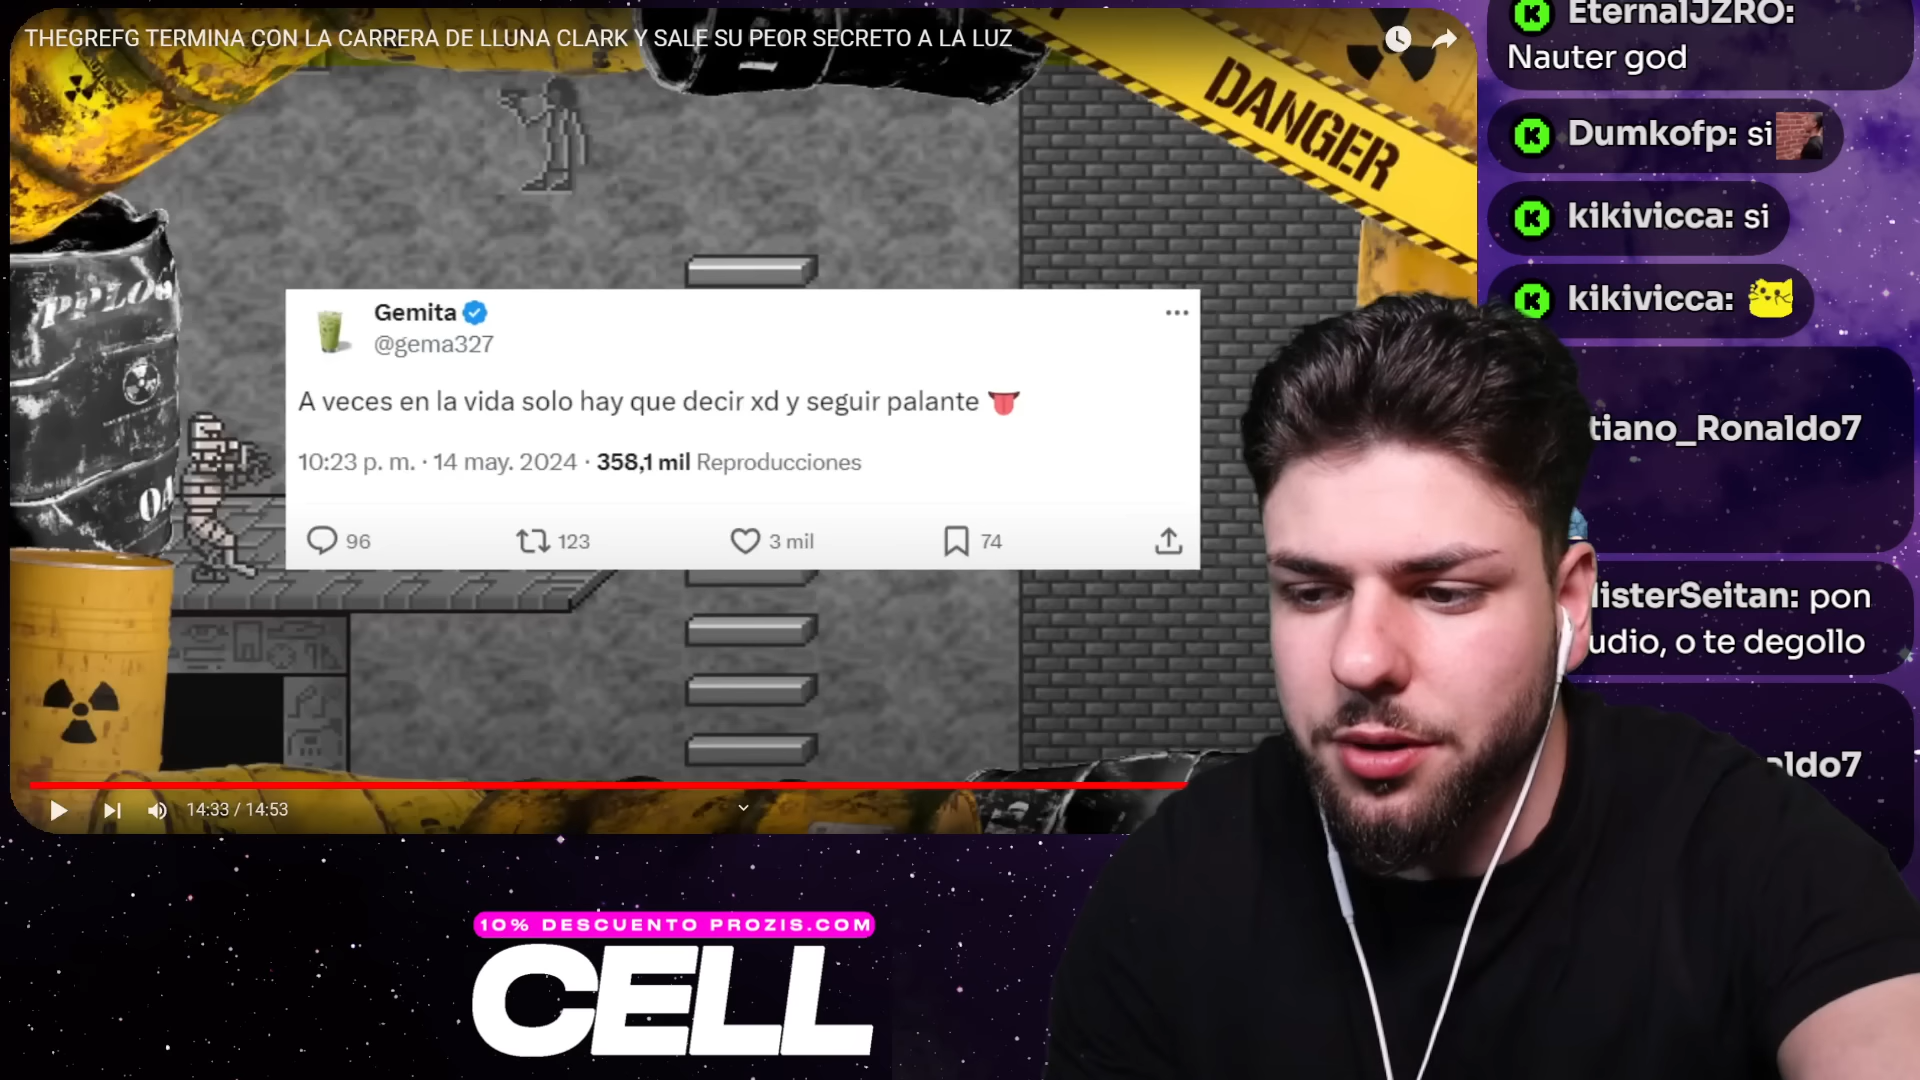 THEGREFG TERMINA CON LA CARRERA DE LLUNA CLARK Y SALE SU PEOR SECRETO A LA LUZ
DANGER
Gemita
@gema327
A veces en la vida solo hay que decir xd y seguir palante 👅
10:23 p. m. · 14 may. 2024 · 358,1 mil Reproducciones
96
123
3 mil
74
14:33 / 14:53
10% DESCUENTO PROZIS.COM
CELL
EternalJZRO:
Nauter god
Dumkofp: si
kikivicca: si
kikivicca:
tiano_Ronaldo7
isterSeitan: pon
udio, o te degollo
aldo7